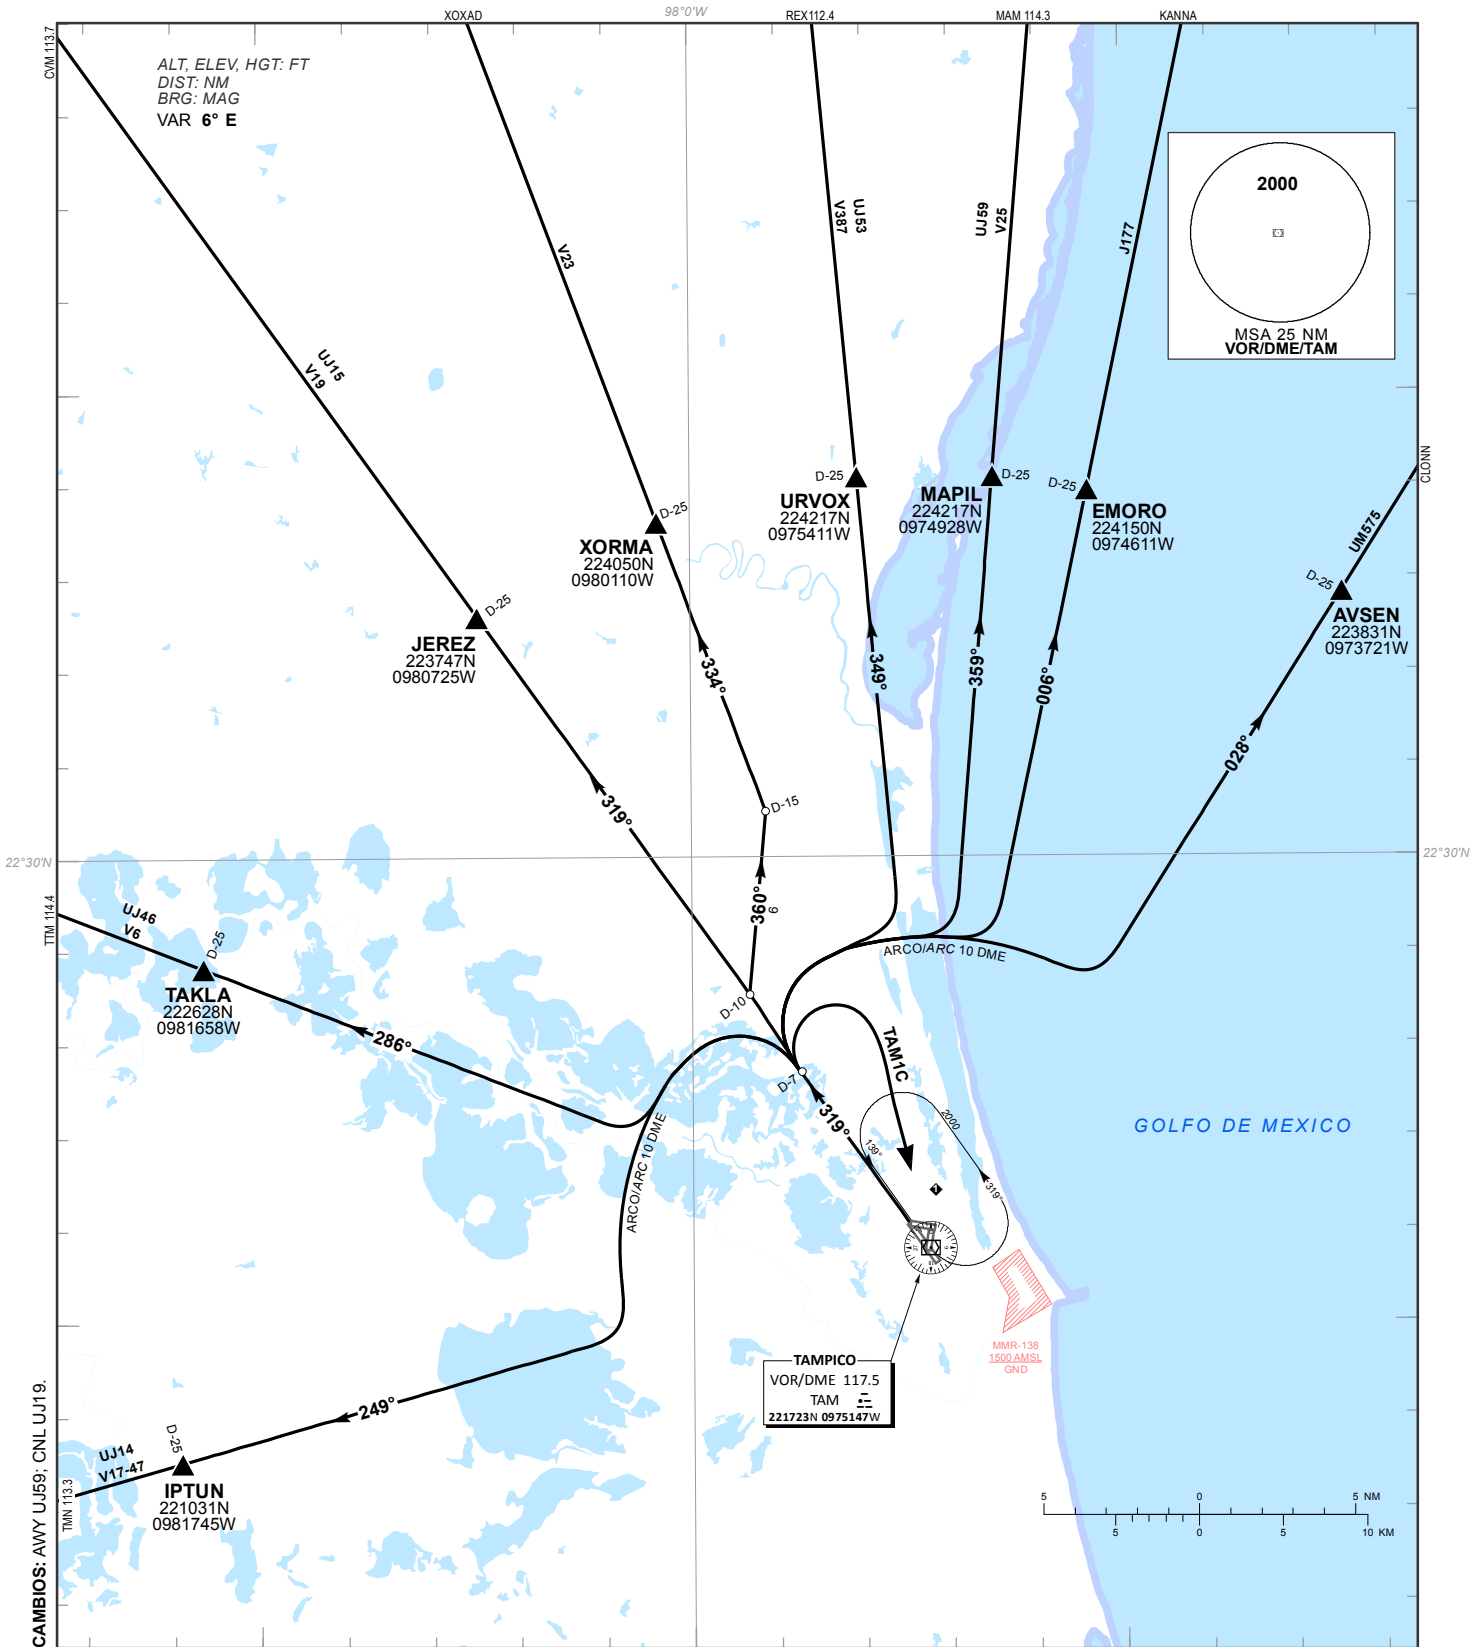 XOXAD
98°0'W
REX112.4
MAM 114.3
KANNA
CVM 113.7
ALT, ELEV, HGT: FT
DIST: NM
BRG: MAG
VAR 6° E
2000
MSA 25 NM
VOR/DME/TAM
V23
UJ53
V387
UJ59
V25
J177
UJ15
V19
CLONN
UM575
D-25
URVOX
224217N
0975411W
D-25
MAPIL
224217N
0974928W
D-25
EMORO
224150N
0974611W
D-25
XORMA
224050N
0980110W
D-25
AVSEN
223831N
0973721W
D-25
JEREZ
223747N
0980725W
334°
349°
359°
006°
028°
319°
D-15
22°30'N
22°30'N
360°
9
TTM 114.4
UJ46
V6
D-25
TAKLA
222628N
0981658W
286°
ARCO/ARC 10 DME
D-10
D-7
TAM1C
319°
ARCO/ARC 10 DME
2000
139°
319°
GOLFO DE MEXICO
MMR-138
1500 AMSL
GND
TAMPICO
VOR/DME 117.5
TAM
221723N 0975147W
249°
D-25
UJ14
V17-47
TMN 113.3
IPTUN
221031N
0981745W
5 0 5 NM
5 0 5 10 KM
CAMBIOS: AWY UJ59; CNL UJ19.